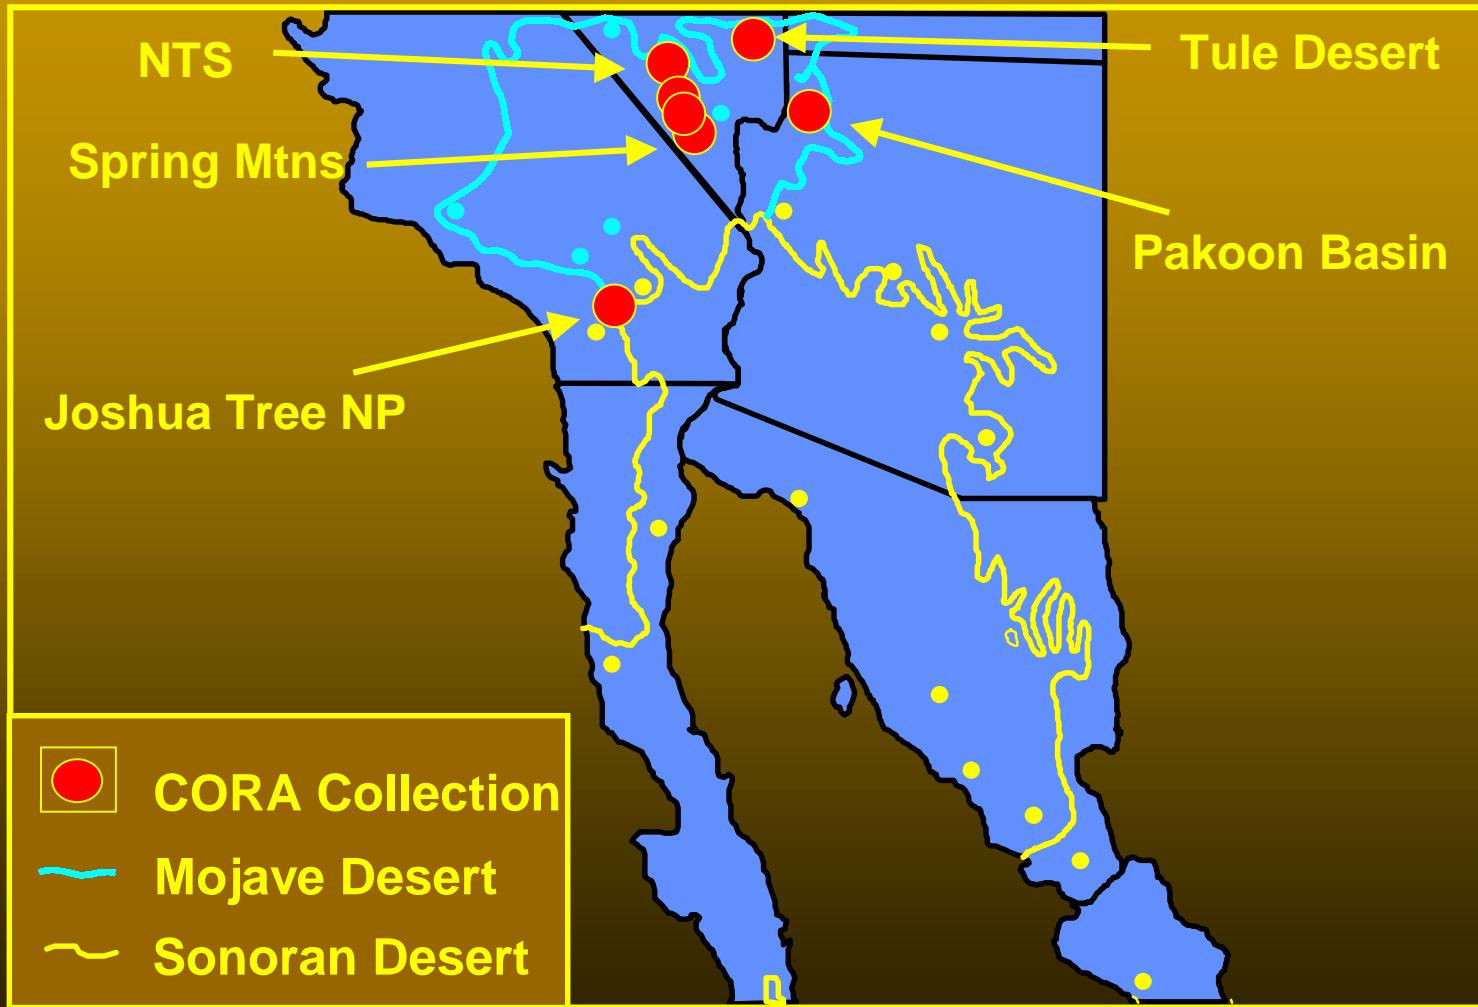 NTS
Tule Desert
Spring Mtns
Pakoon Basin
Joshua Tree NP
CORA Collection
Mojave Desert
Sonoran Desert